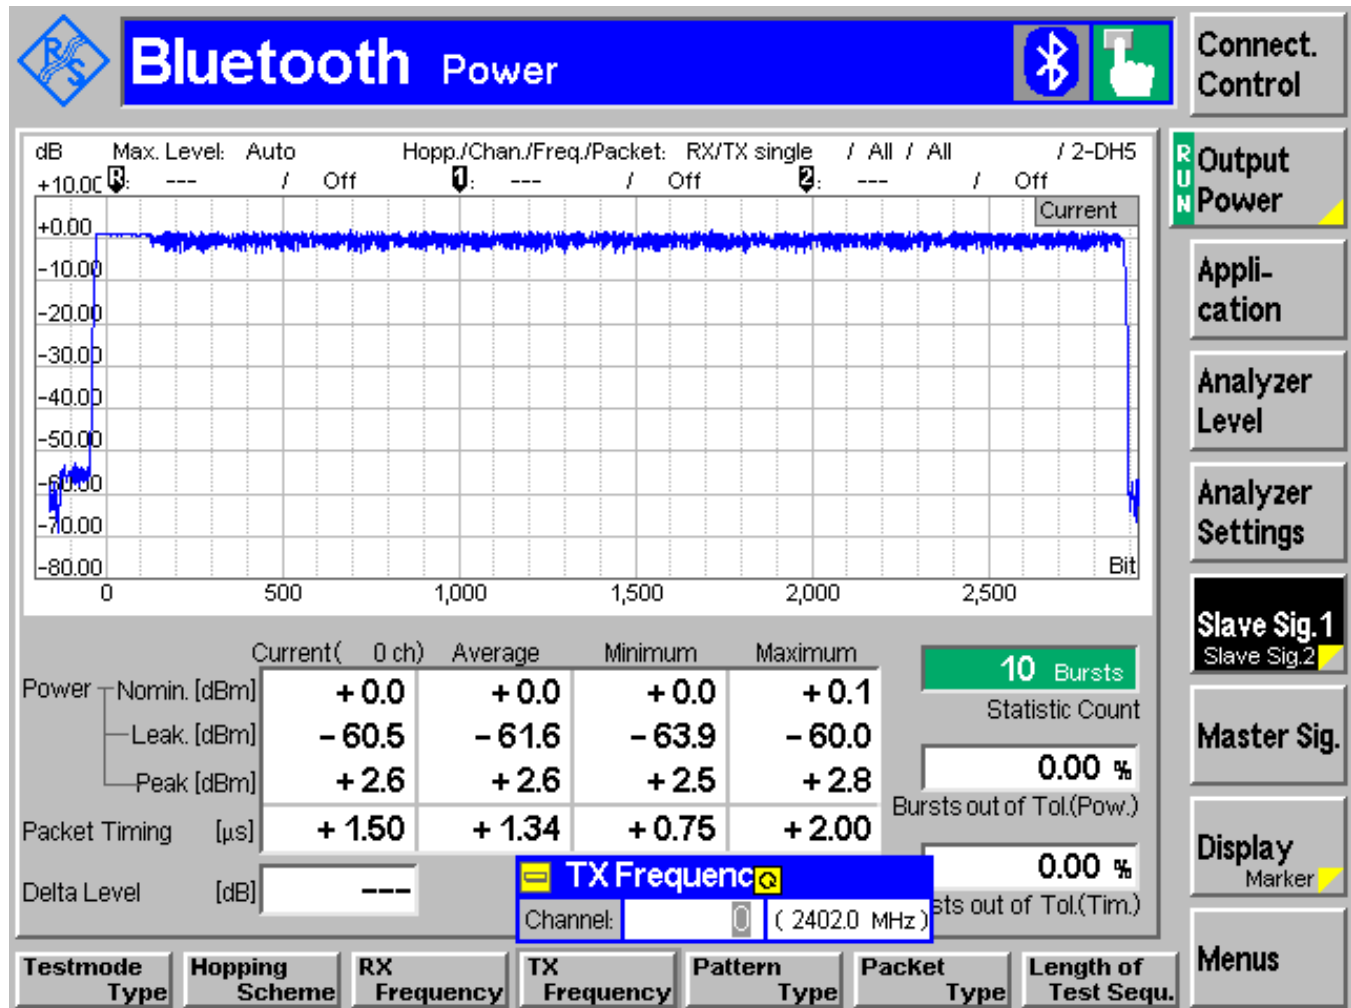 R S
Bluetooth Power
Connect. Control
dB Max. Level: Auto Hopp./Chan./Freq./Packet: RX/TX single / All / All / 2-DH5
+10.00 R: --- / Off 1: --- / Off 2: --- / Off
Current
+0.00
-10.00
-20.00
-30.00
-40.00
-50.00
-60.00
-70.00
-80.00
Bit
0 500 1,000 1,500 2,000 2,500
RUN
Output Power
Appli-
cation
Analyzer Level
Analyzer Settings
Slave Sig.1
Slave Sig.2
Master Sig.
Display
Marker
Menus
Current( 0 ch) Average Minimum Maximum
Power Nomin. [dBm] +0.0 +0.0 +0.0 +0.1
Leak. [dBm] -60.5 -61.6 -63.9 -60.0
Peak [dBm] +2.6 +2.6 +2.5 +2.8
Packet Timing [µs] +1.50 +1.34 +0.75 +2.00
Delta Level [dB] ---
10 Bursts
Statistic Count
0.00 %
Bursts out of Tol.(Pow.)
0.00 %
sts out of Tol.(Tim.)
TX Frequenc
Channel: 0 ( 2402.0 MHz )
Testmode Type
Hopping Scheme
RX Frequency
TX Frequency
Pattern Type
Packet Type
Length of Test Sequ.